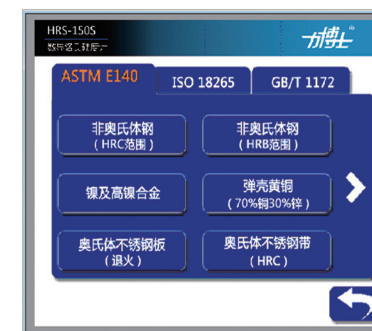 HRS-150S
力博士®
数显洛氏硬度计
ASTM E140
ISO 18265
GB/T 1172
非奥氏体钢
（HRC范围）
非奥氏体钢
（HRB范围）
镍及高镍合金
弹壳黄铜
（70%铜30%锌）
奥氏体不锈钢板
（退火）
奥氏体不锈钢带
（HRC）